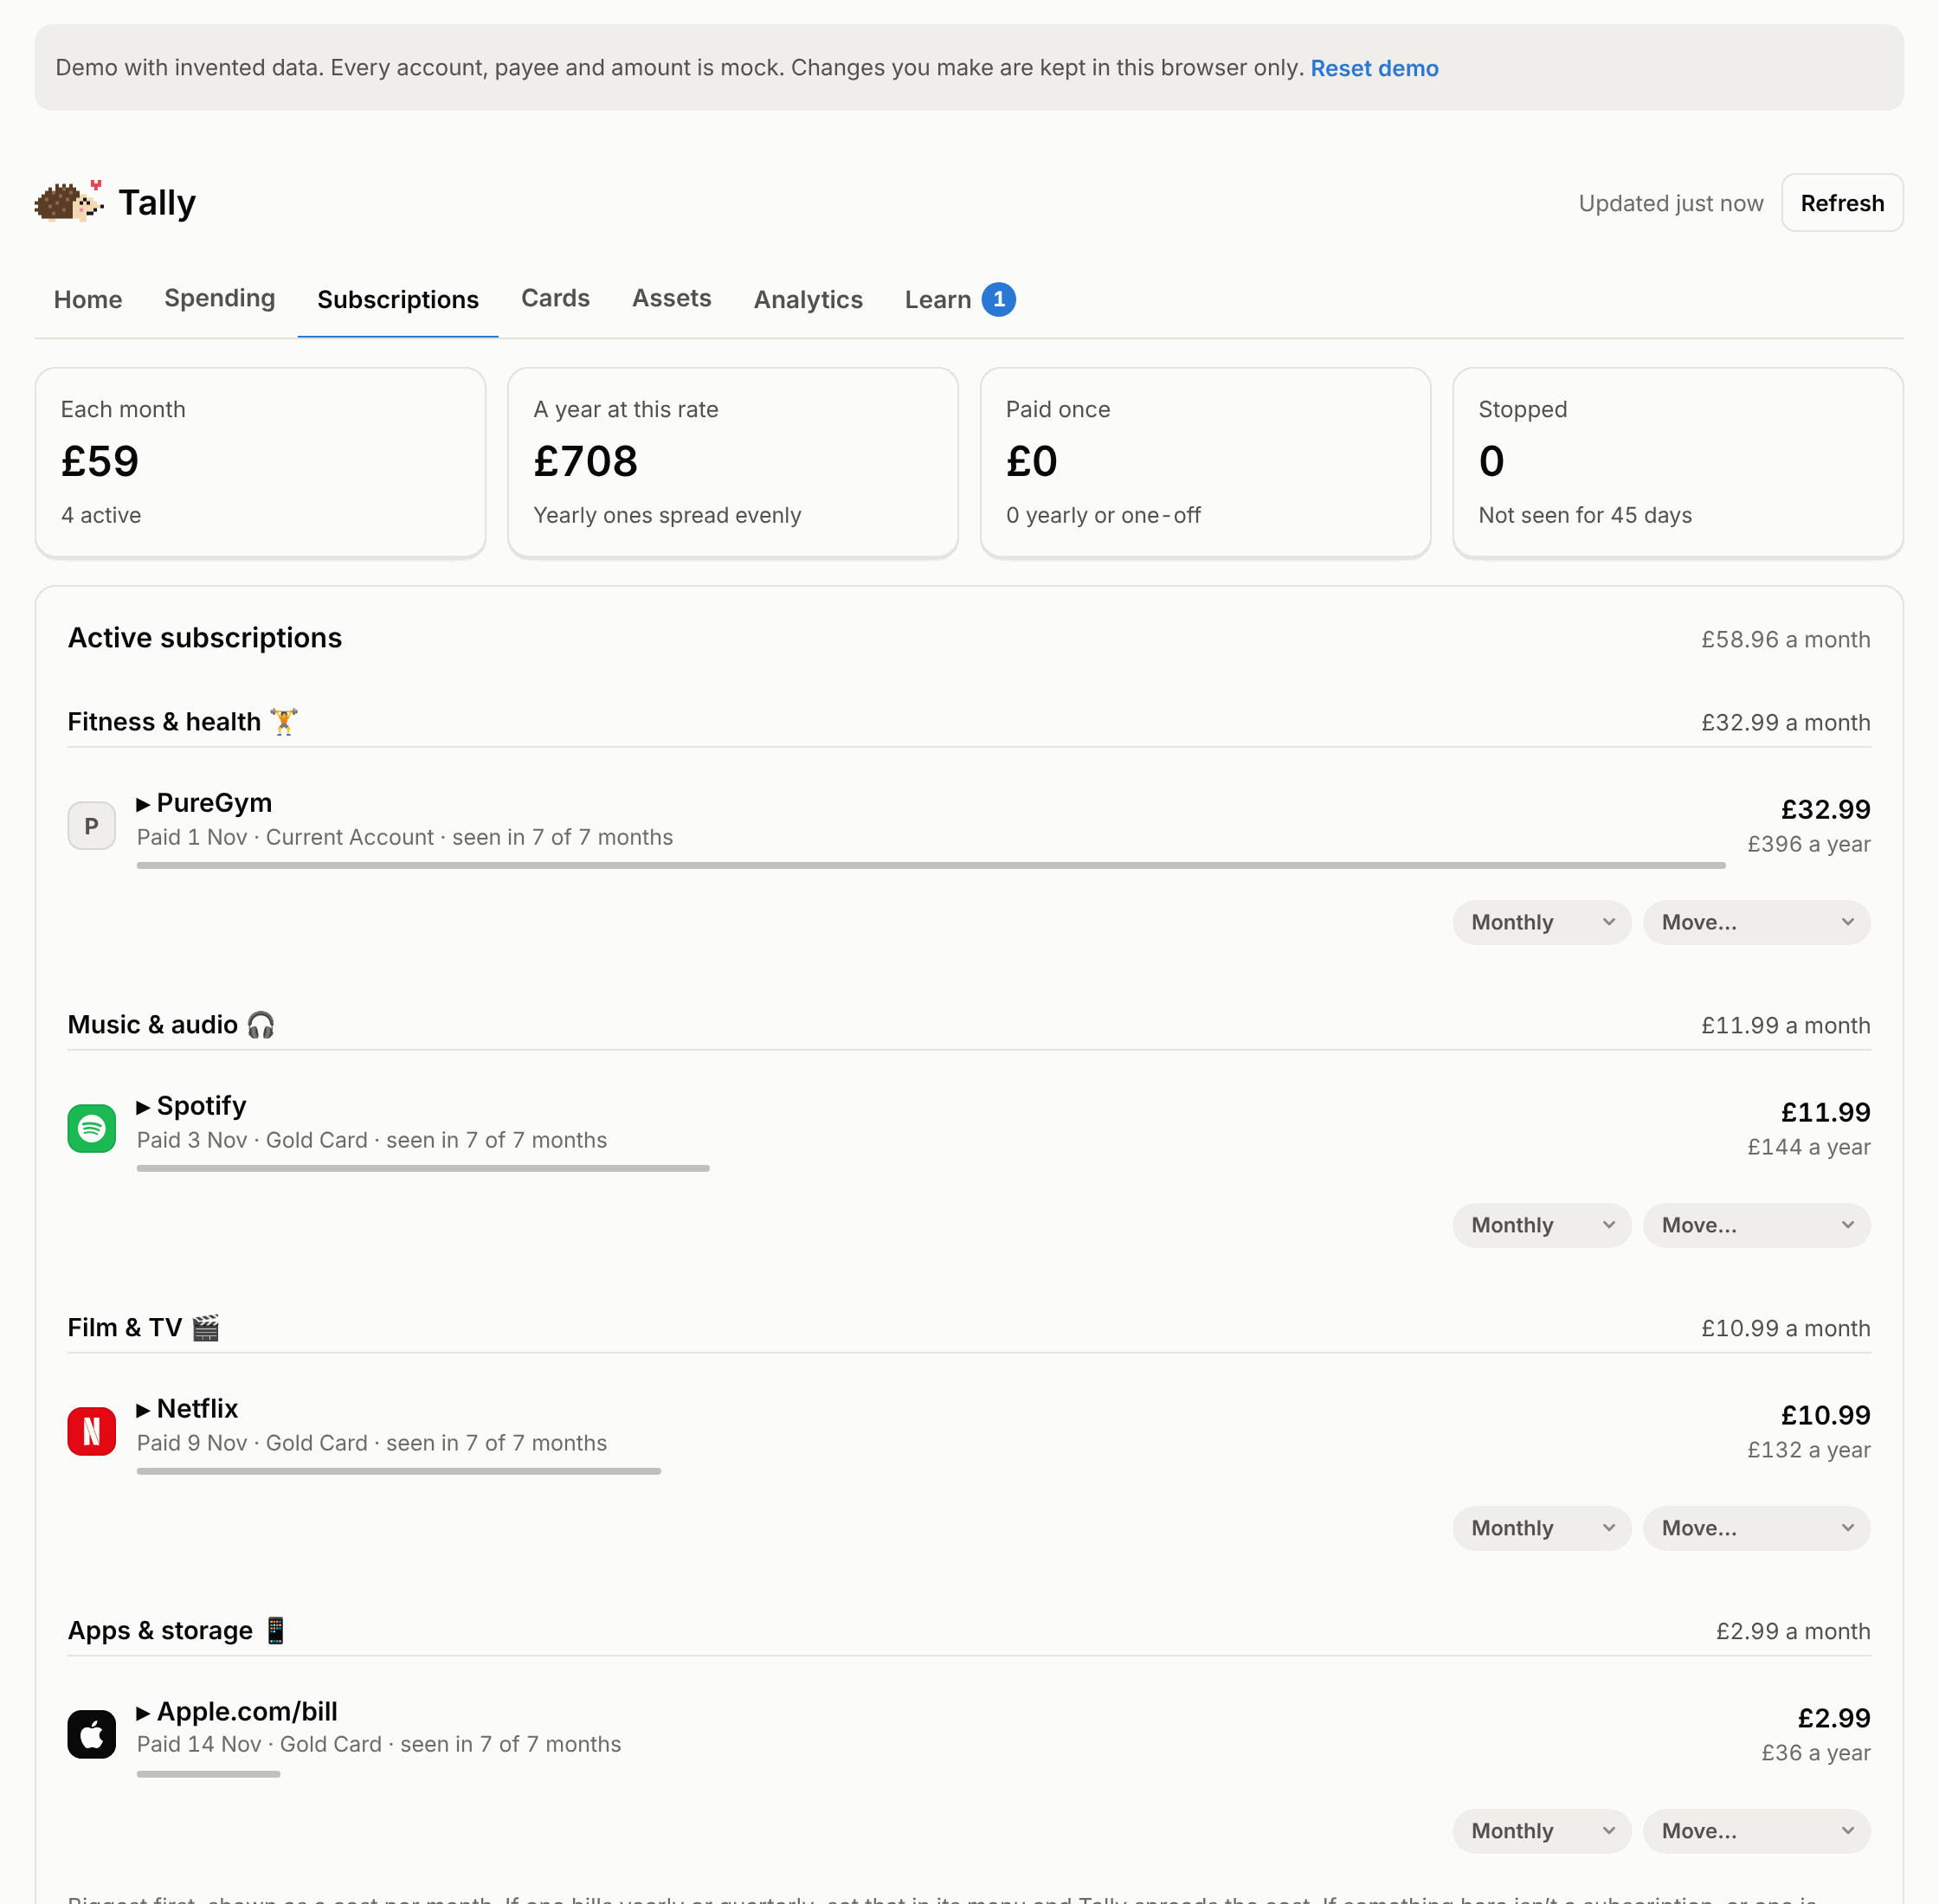 Demo with invented data. Every account, payee and amount is mock. Changes you make are kept in this browser only. Reset demo
Tally
Updated just now
Refresh
Home
Spending
Subscriptions
Cards
Assets
Analytics
Learn 1
Each month
£59
4 active
A year at this rate
£708
Yearly ones spread evenly
Paid once
£0
0 yearly or one-off
Stopped
0
Not seen for 45 days
Active subscriptions
£58.96 a month
Fitness & health
£32.99 a month
P
▸ PureGym
£32.99
Paid 1 Nov · Current Account · seen in 7 of 7 months
£396 a year
Monthly
Move...
Music & audio
£11.99 a month
▸ Spotify
£11.99
Paid 3 Nov · Gold Card · seen in 7 of 7 months
£144 a year
Monthly
Move...
Film & TV
£10.99 a month
N
▸ Netflix
£10.99
Paid 9 Nov · Gold Card · seen in 7 of 7 months
£132 a year
Monthly
Move...
Apps & storage
£2.99 a month
▸ Apple.com/bill
£2.99
Paid 14 Nov · Gold Card · seen in 7 of 7 months
£36 a year
Monthly
Move...